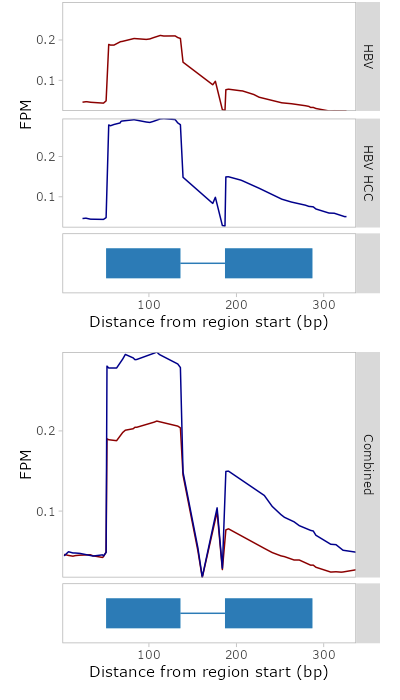 0.2
0.1
HBV
FPM
0.2
0.1
HBV HCC
100 200 300
Distance from region start (bp)
0.2
0.1
FPM
Combined
100 200 300
Distance from region start (bp)